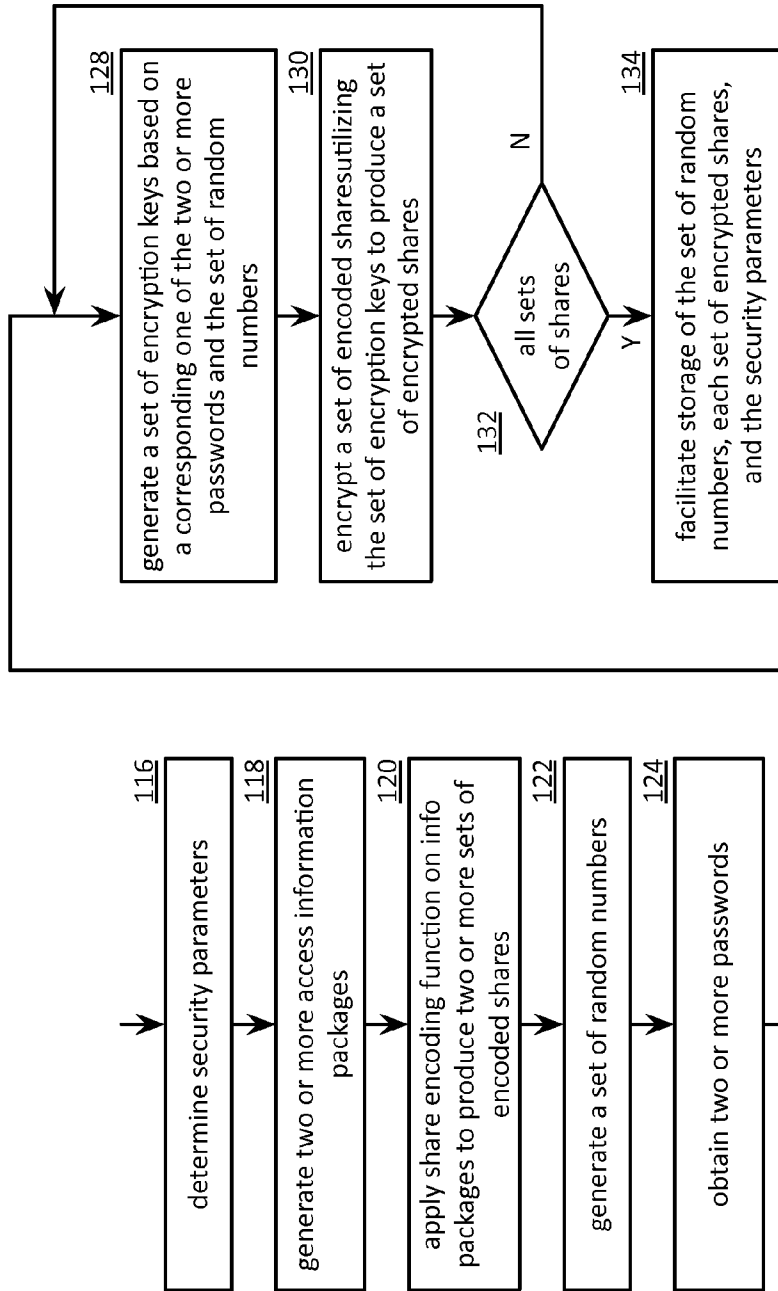 116
determine security parameters
118
generate two or more access information
packages
120
apply share encoding function on info
packages to produce two or more sets of
encoded shares
122
generate a set of random numbers
124
obtain two or more passwords
128
generate a set of encryption keys based on
a corresponding one of the two or more
passwords and the set of random
numbers
130
encrypt a set of encoded sharesutilizing
the set of encryption keys to produce a set
of encrypted shares
132
all sets
of shares
N
Y
134
facilitate storage of the set of random
numbers, each set of encrypted shares,
and the security parameters